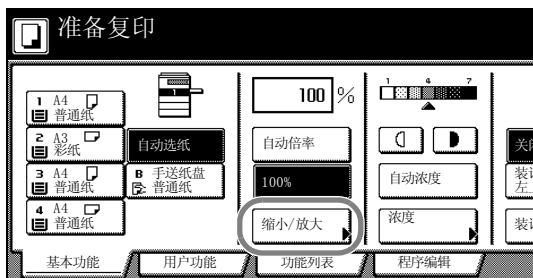 准备复印
1 A4
普通纸
2 A3
彩纸
3 A4
普通纸
4 A4
普通纸
自动选纸
B 手送纸盘
普通纸
100 %
自动倍率
100%
缩小/放大
1 4 7
自动浓度
浓度
装订
基本功能
用户功能
功能列表
程序编辑